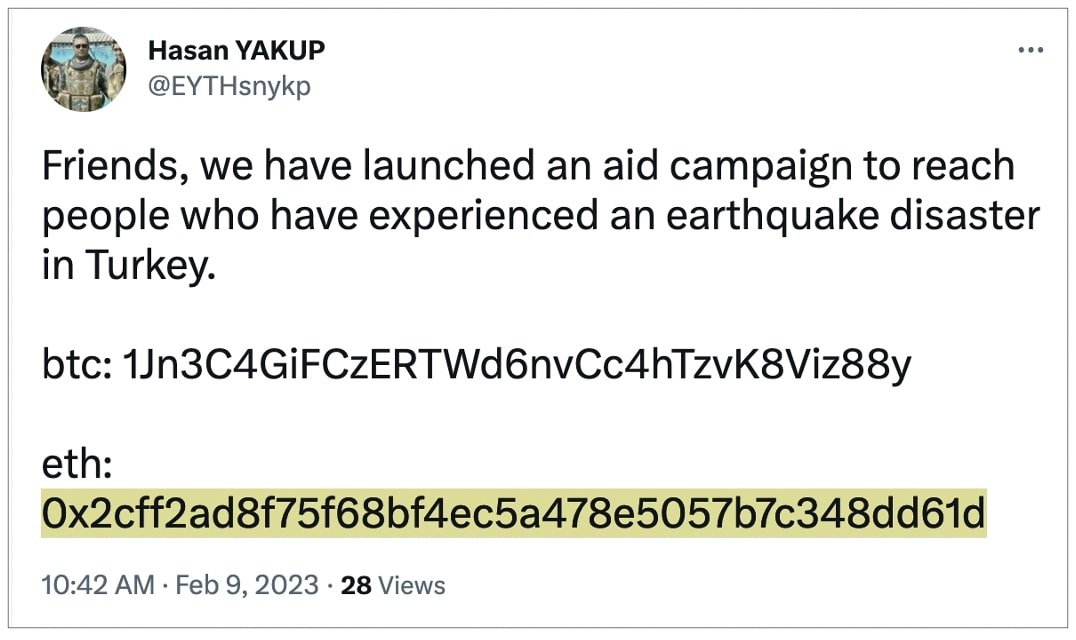 Hasan YAKUP
@EYTHsnykp
Friends, we have launched an aid campaign to reach
people who have experienced an earthquake disaster
in Turkey.
btc: 1Jn3C4GiFCzERTWd6nvCc4hTzvK8Viz88y
eth:
0x2cff2ad8f75f68bf4ec5a478e5057b7c348dd61d
10:42 AM · Feb 9, 2023 · 28 Views